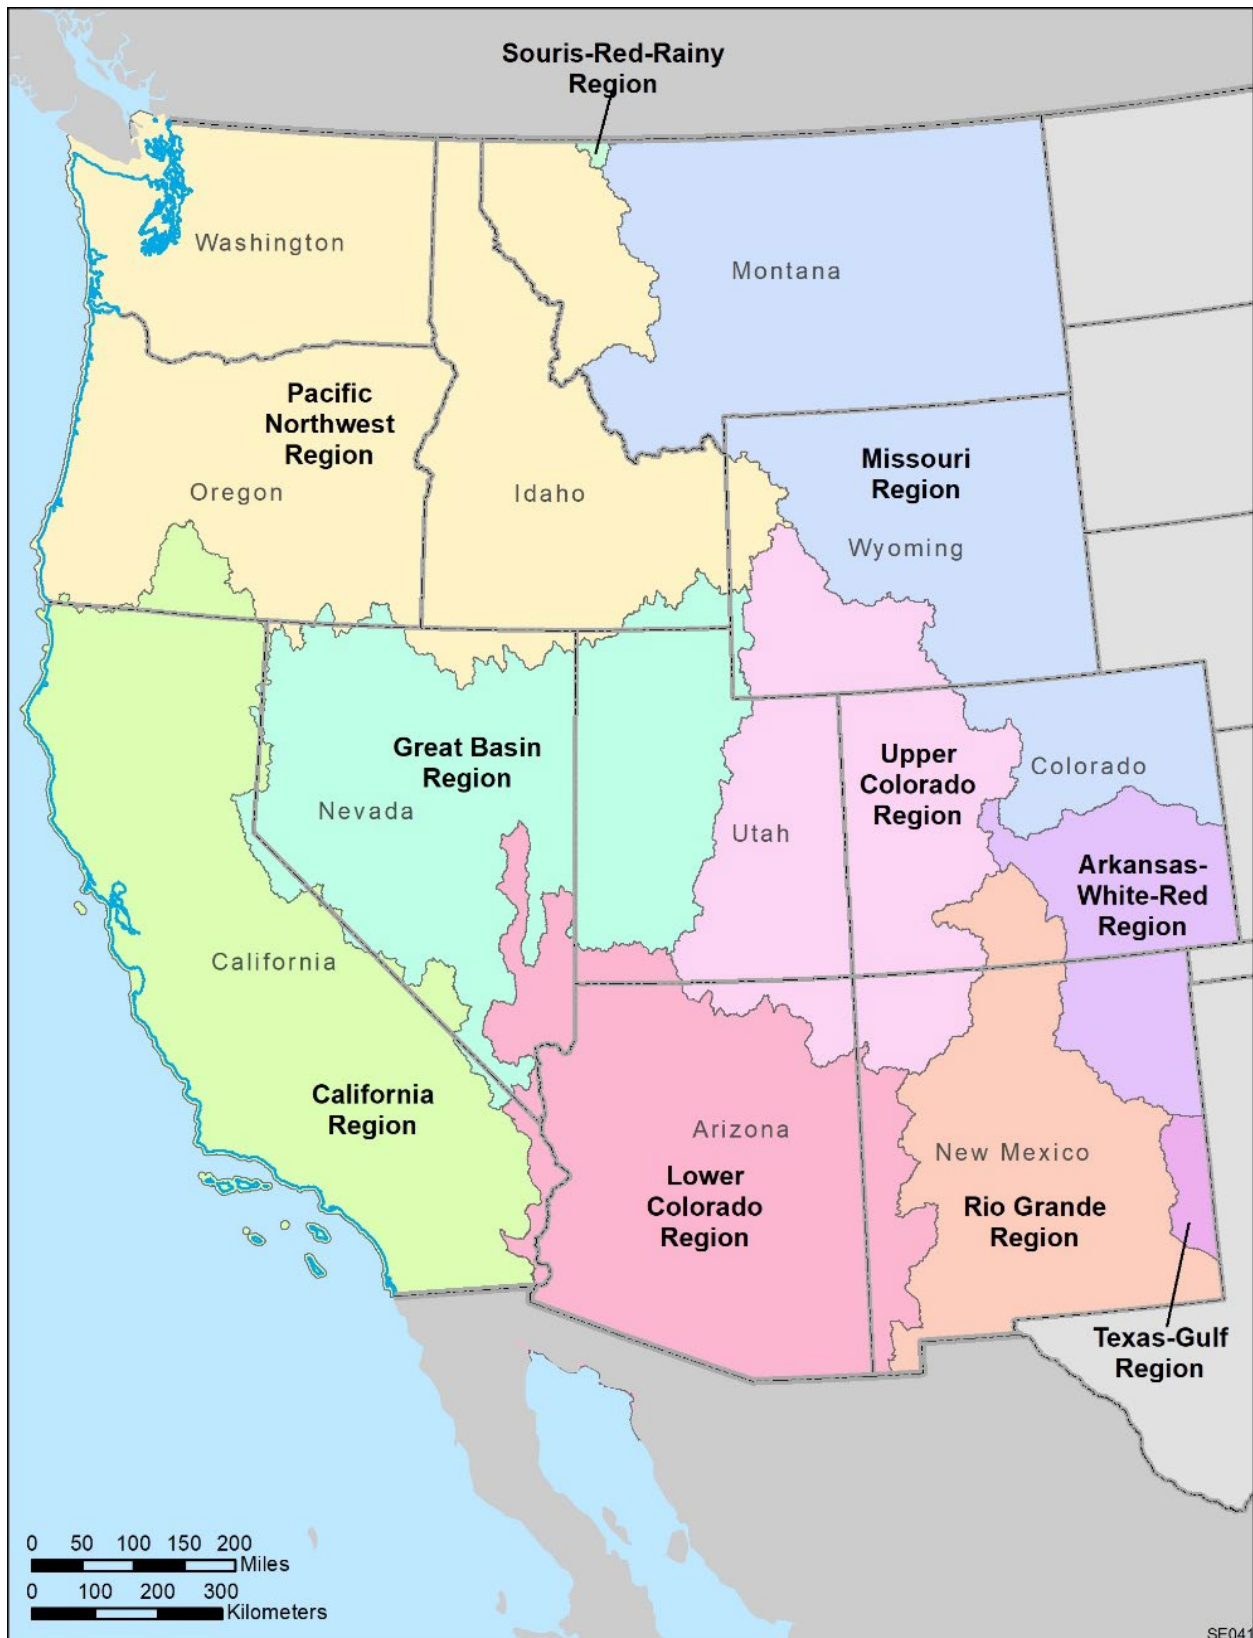 Souris-Red-Rainy
Region
Washington
Montana
Pacific
Northwest
Region
Oregon
Idaho
Missouri
Region
Wyoming
Great Basin
Region
Nevada
Utah
Upper
Colorado
Region
Colorado
Arkansas-
White-Red
Region
California
California
Region
Arizona
Lower
Colorado
Region
New Mexico
Rio Grande
Region
Texas-Gulf
Region
0 50 100 150 200
Miles
0 100 200 300
Kilometers
SE041